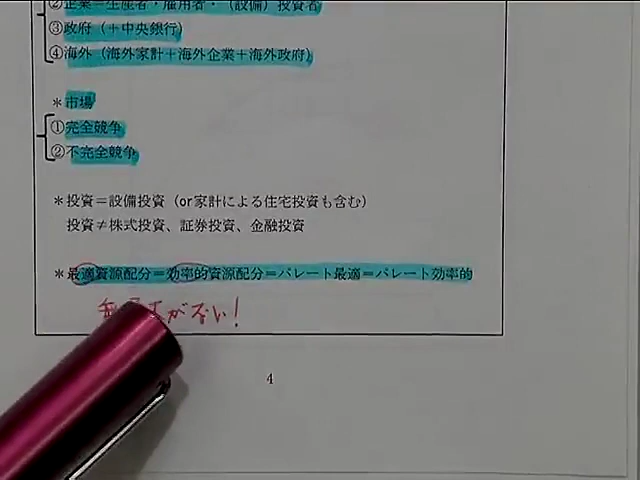 ②企業=生産者・雇用者・(設備)投資者
③政府(+中央銀行)
④海外(海外家計+海外企業+海外政府)
*市場
①完全競争
②不完全競争
*投資=設備投資(or家計による住宅投資も含む)
投資≠株式投資、証券投資、金融投資
*最適資源配分=効率的資源配分=パレート最適=パレート効率的
がない!
4